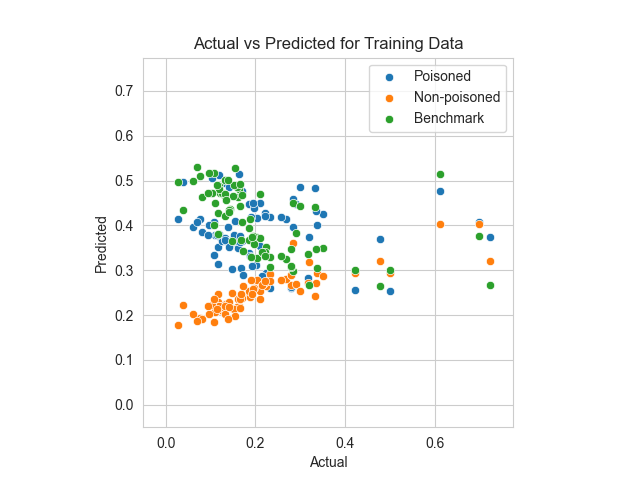 Actual vs Predicted for Training Data
Poisoned
Non-poisoned
Benchmark
0.7
0.6
0.5
0.4
0.3
0.2
0.1
0.0
Predicted
0.0 0.2 0.4 0.6
Actual